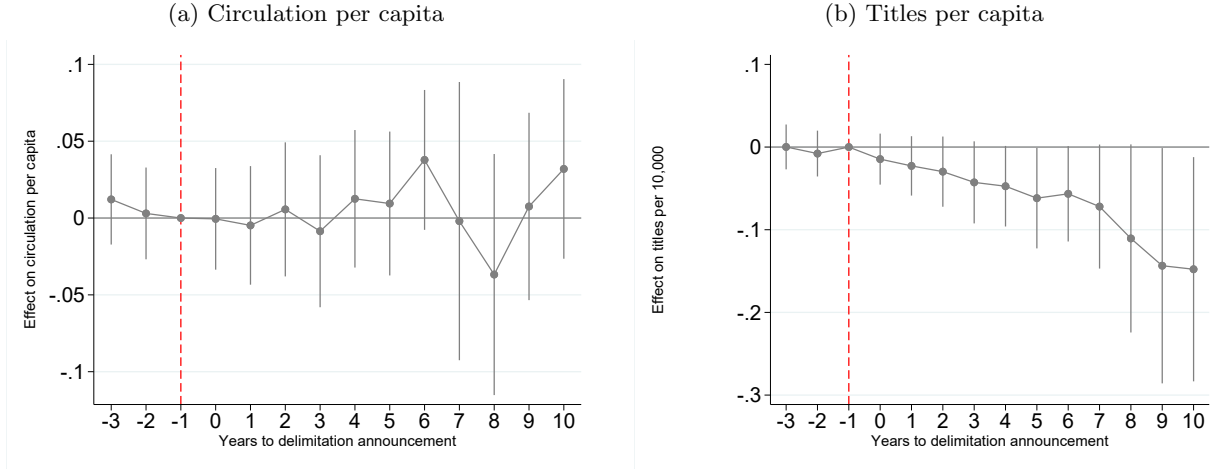 (a) Circulation per capita
.1
.05
0
-.05
-.1
Effect on circulation per capita
-3 -2 -1 0 1 2 3 4 5 6 7 8 9 10
Years to delimitation announcement
(b) Titles per capita
.1
0
-.1
-.2
-.3
Effect on titles per 10,000
-3 -2 -1 0 1 2 3 4 5 6 7 8 9 10
Years to delimitation announcement